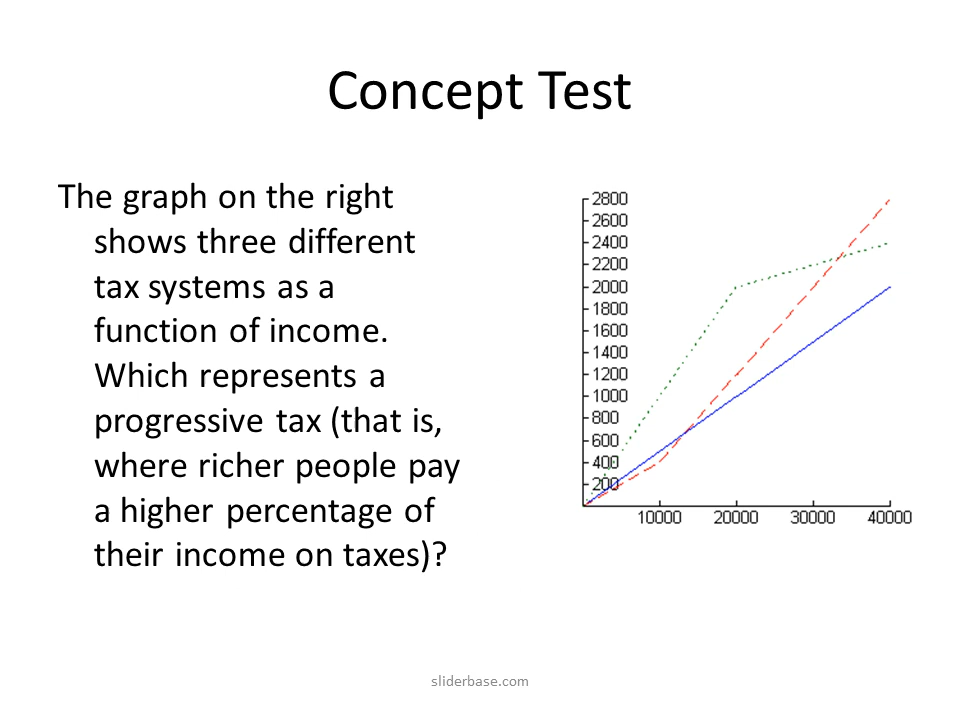 Concept Test
The graph on the right
shows three different
tax systems as a
function of income.
Which represents a
progressive tax (that is,
where richer people pay
a higher percentage of
their income on taxes)?
2800
2600
2400
2200
2000
1800
1600
1400
1200
1000
800
600
400
200
10000 20000 30000 40000
sliderbase.com